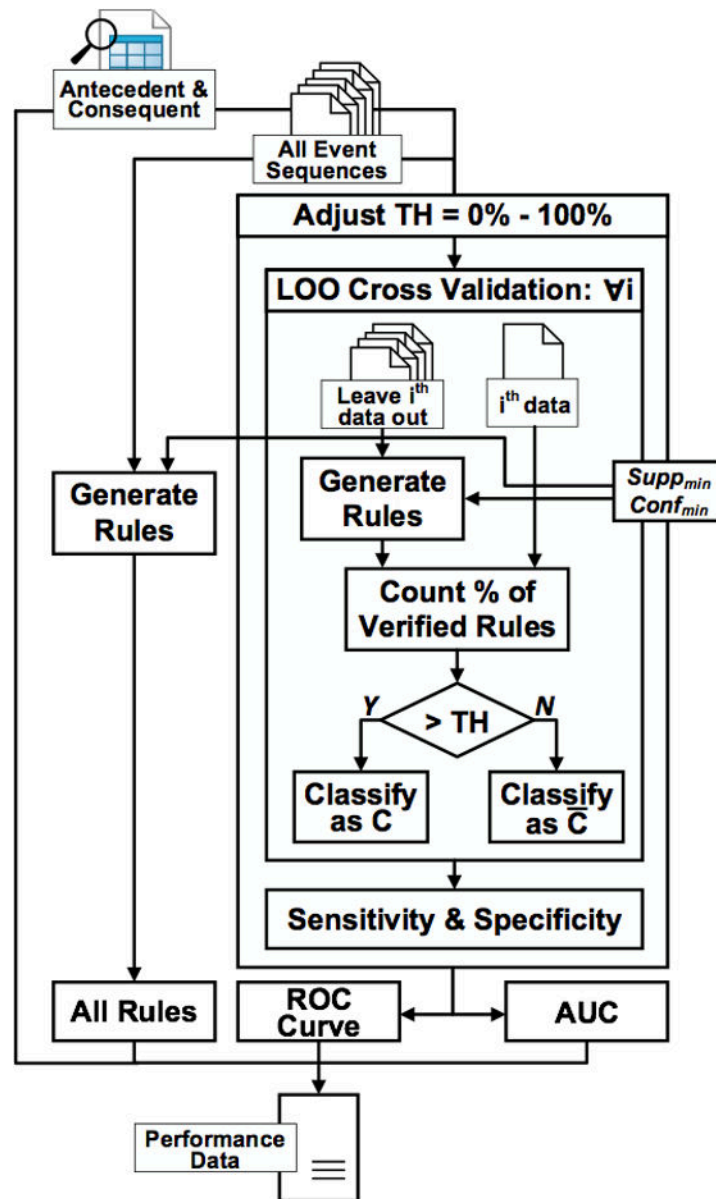 Antecedent &
Consequent
All Event
Sequences
Adjust TH = 0% - 100%
LOO Cross Validation: ∀i
Leave iᵗʰ
data out
iᵗʰ data
Generate
Rules
Generate
Rules
Supp_min
Conf_min
Count % of
Verified Rules
Y
> TH
N
Classify
as C
Classify
as C̅
Sensitivity & Specificity
All Rules
ROC
Curve
AUC
Performance
Data